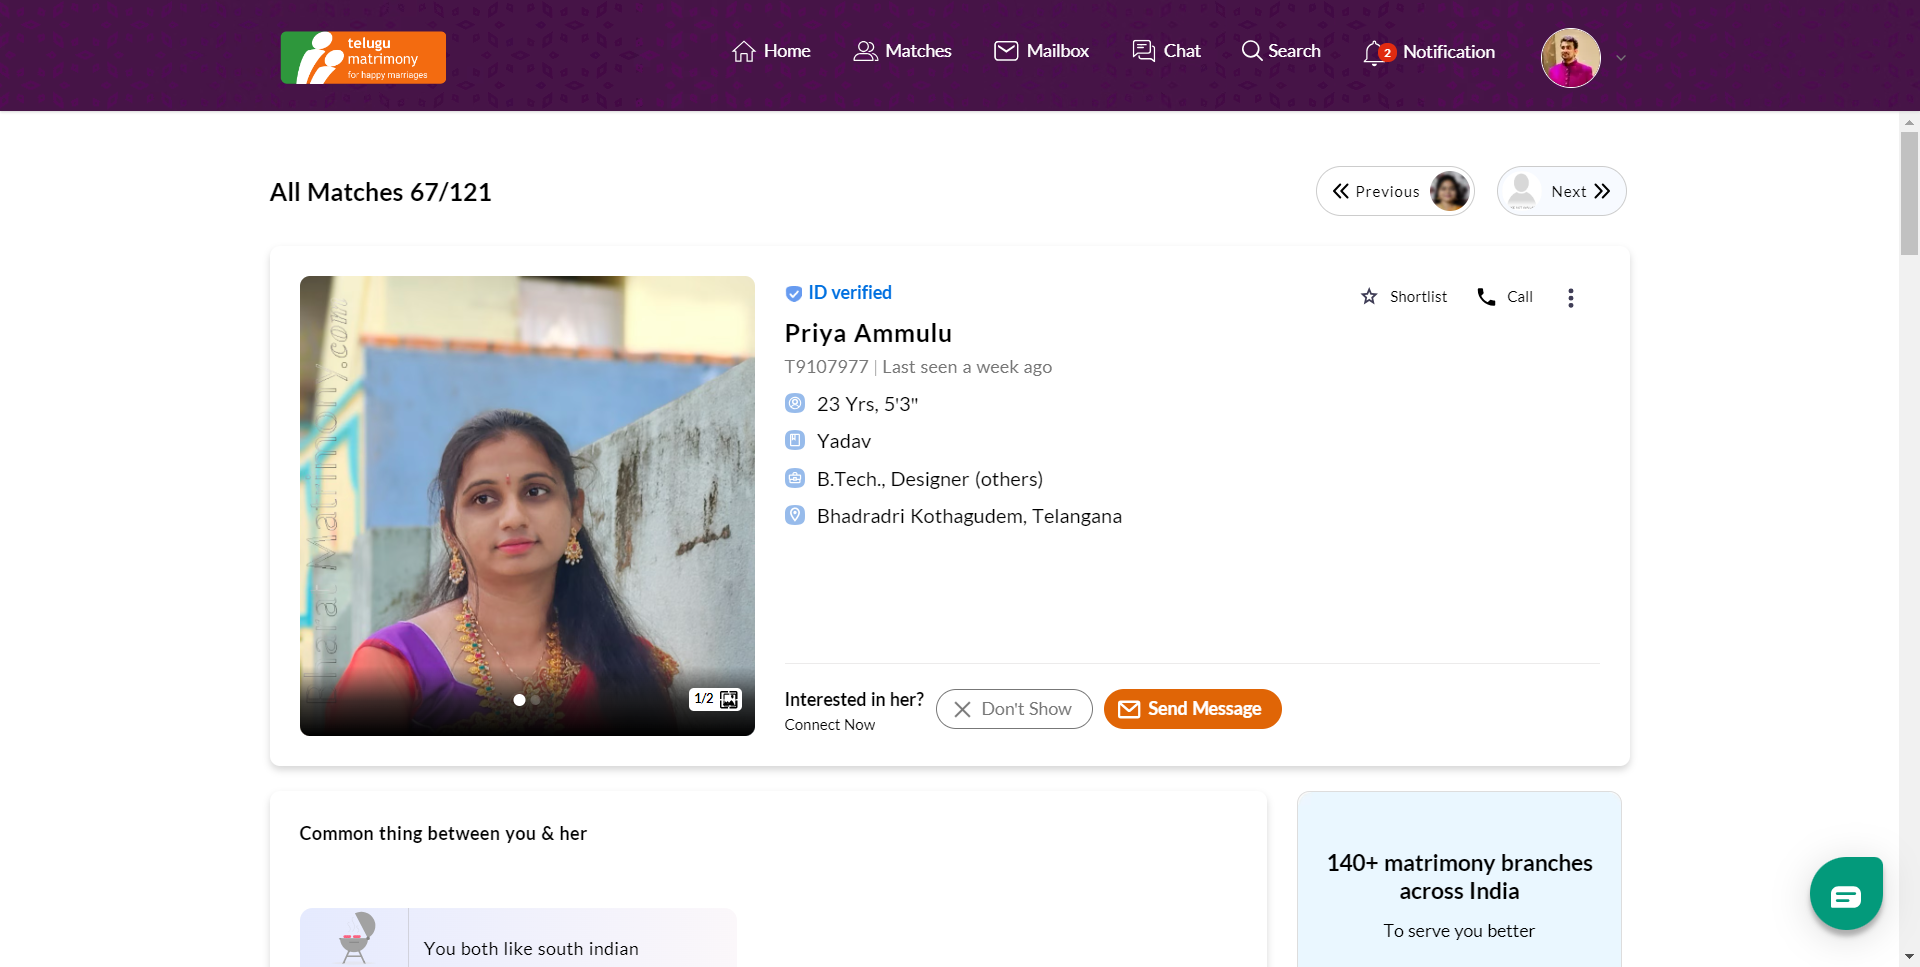 telugu
matrimony
for happy marriages
Home
Matches
Mailbox
Chat
Search
2
Notification
All Matches 67/121
Previous
Next
ID verified
Shortlist
Call
Priya Ammulu
T9107977 | Last seen a week ago
23 Yrs, 5'3"
Yadav
B.Tech., Designer (others)
Bhadradri Kothagudem, Telangana
Bharat Matrimony.com
1/2
Interested in her?
Connect Now
Don't Show
Send Message
Common thing between you & her
You both like south indian
140+ matrimony branches
across India
To serve you better